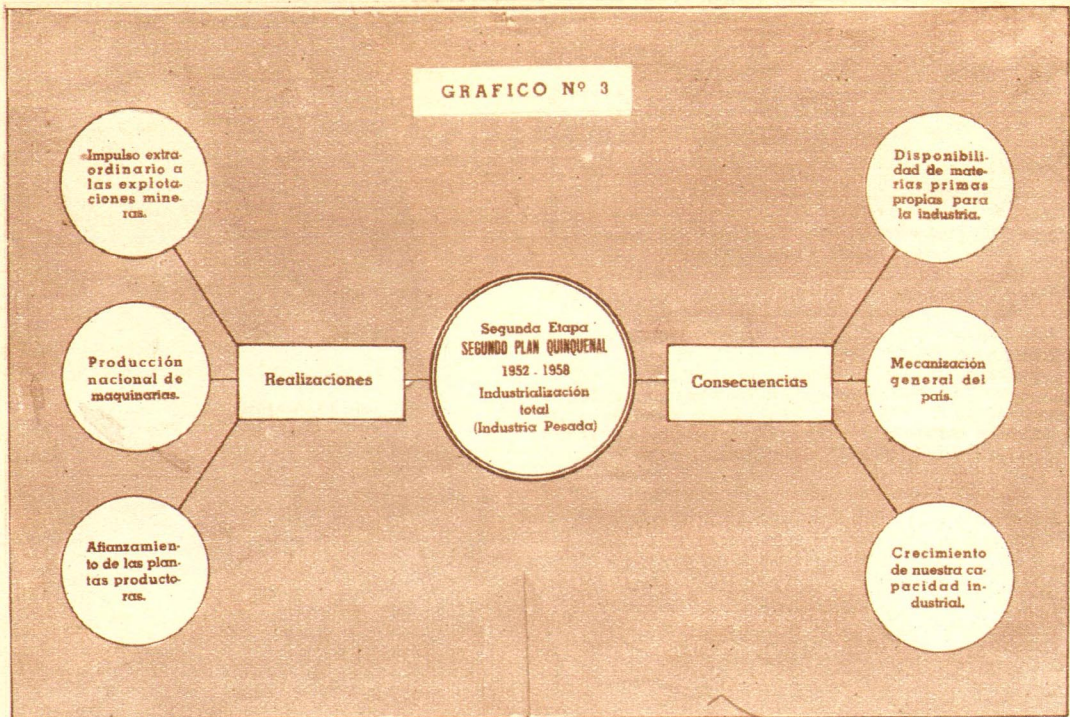 GRAFICO Nº 3
Impulso extra-
ordinario a
las explota-
ciones mine-
ras.
Producción
nacional de
maquinarias.
Afianzamien-
to de las plan-
tas producto-
ras.
Realizaciones
Segunda Etapa
SEGUNDO PLAN QUINQUENAL
1952 - 1958
Industrialización
total
(Industria Pesada)
Consecuencias
Disponibili-
dad de mate-
rias primas
propias para
la industria.
Mecanización
general del
país.
Crecimiento
de nuestra ca-
pacidad in-
dustrial.